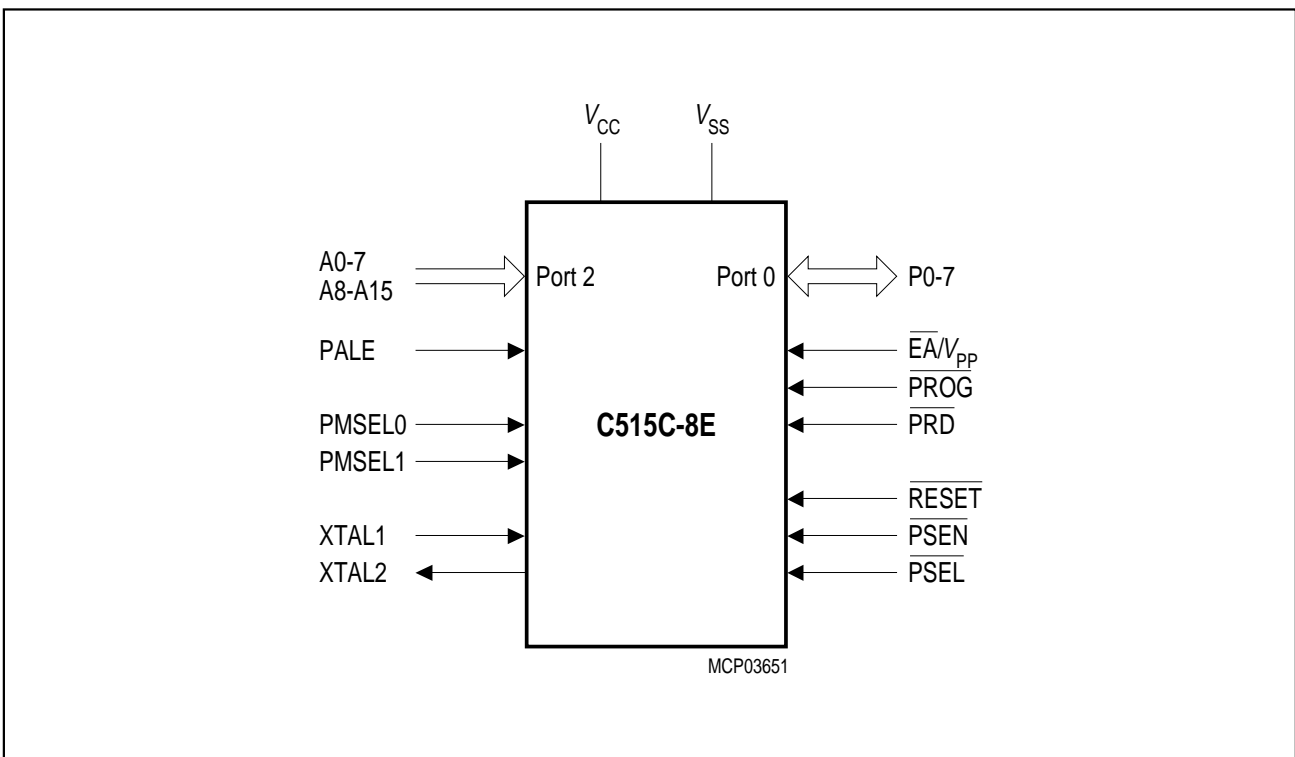 VCC VSS
A0-7
A8-A15
Port 2 Port 0 P0-7
PALE EA/VPP
PROG
PMSEL0 C515C-8E PRD
PMSEL1
RESET
XTAL1 PSEN
XTAL2 PSEL
MCP03651